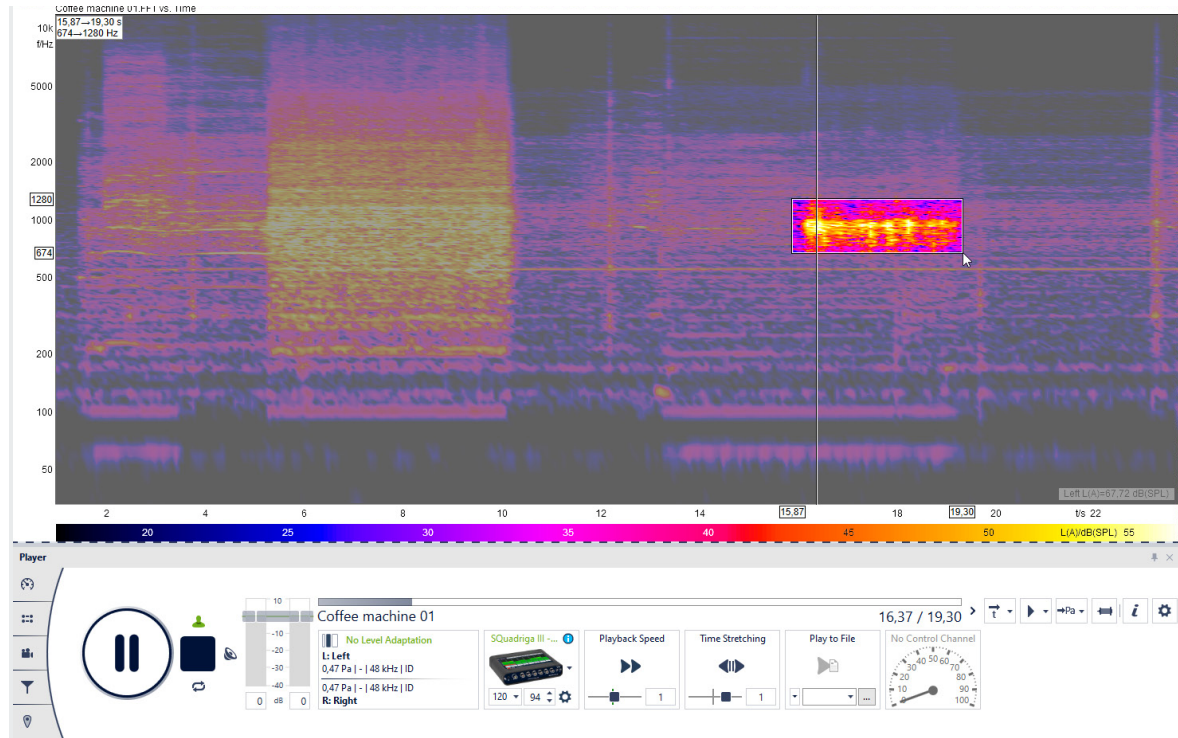 Coffee machine 01.FFT vs. Time
15,87→19,30 s
674→1280 Hz
10k
f/Hz
5000
2000
1280
1000
674
500
200
100
50
Left L(A)=67,72 dB(SPL)
2 4 6 8 10 12 14 15,87 18 19,30 20 t/s 22
20 25 30 35 40 45 50 L(A)/dB(SPL) 55
Player
10
-10
-20
-30
-40
0 dB 0
Coffee machine 01
16,37 / 19,30
t
→Pa
i
No Level Adaptation
L: Left
0,47 Pa | - | 48 kHz | ID
0,47 Pa | - | 48 kHz | ID
R: Right
SQuadriga III -...
i
120 94
Playback Speed
1
Time Stretching
1
Play to File
...
No Control Channel
0 10 20 30 40 50 60 70 80 90 100